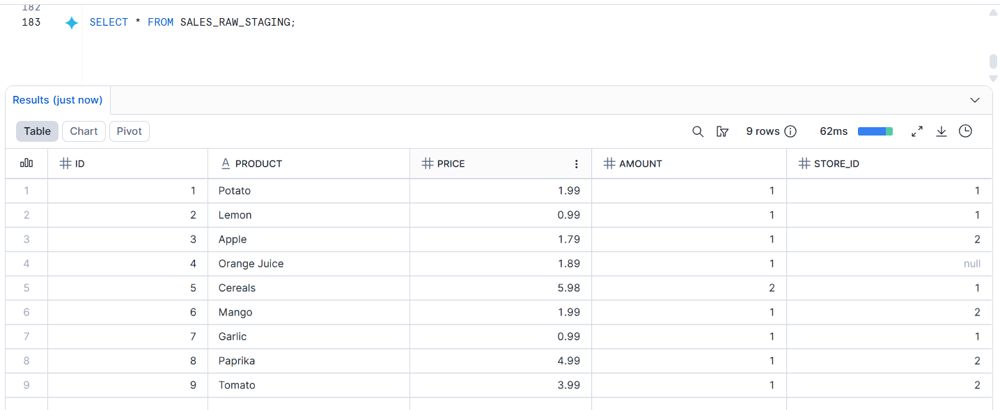 182
183 SELECT * FROM SALES_RAW_STAGING;
Results (just now)
Table Chart Pivot 9 rows 62ms
ID PRODUCT PRICE AMOUNT STORE_ID
1 1 Potato 1.99 1 1
2 2 Lemon 0.99 1 1
3 3 Apple 1.79 1 2
4 4 Orange Juice 1.89 1 null
5 5 Cereals 5.98 2 1
6 6 Mango 1.99 1 2
7 7 Garlic 0.99 1 1
8 8 Paprika 4.99 1 2
9 9 Tomato 3.99 1 2